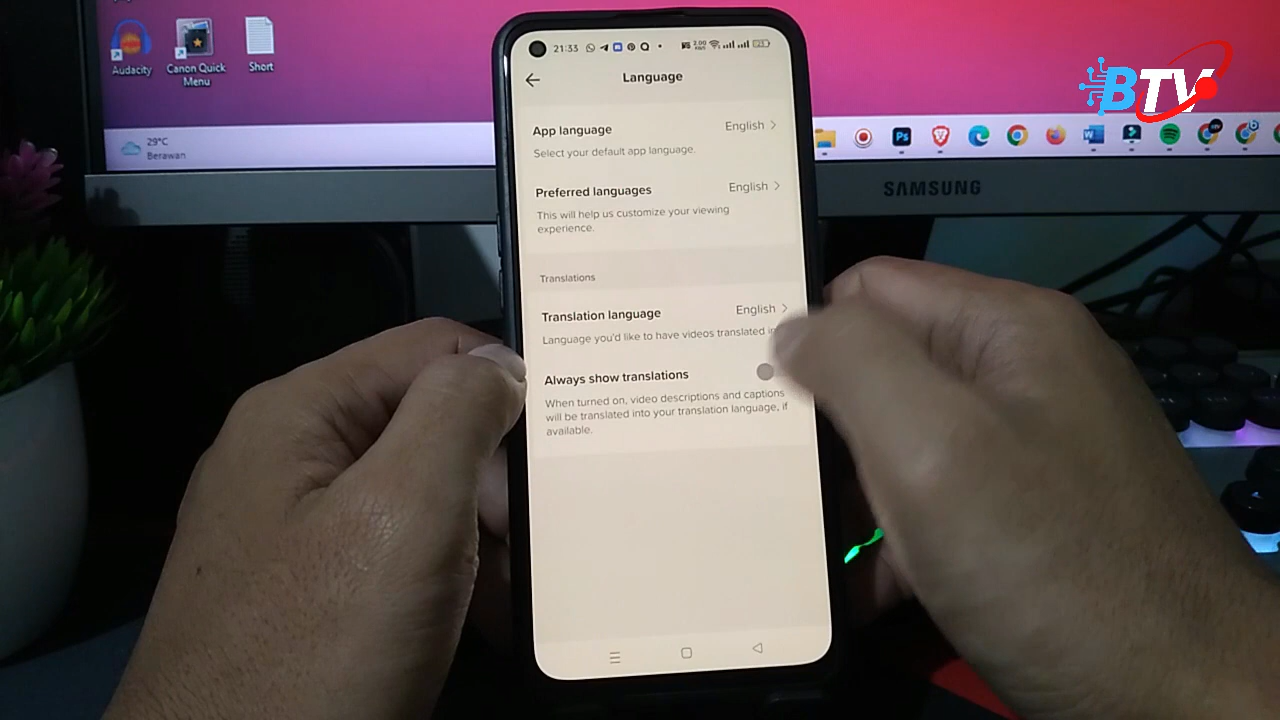 Audacity
Canon Quick
Menu
Short
29°C
Berawan
SAMSUNG
BTV
21:33
Language
App language
English
Select your default app language.
Preferred languages
English
This will help us customize your viewing
experience.
Translations
Translation language
English
Language you'd like to have videos translated
Always show translations
When turned on, video descriptions and captions
will be translated into your translation language, if
available.
Ps